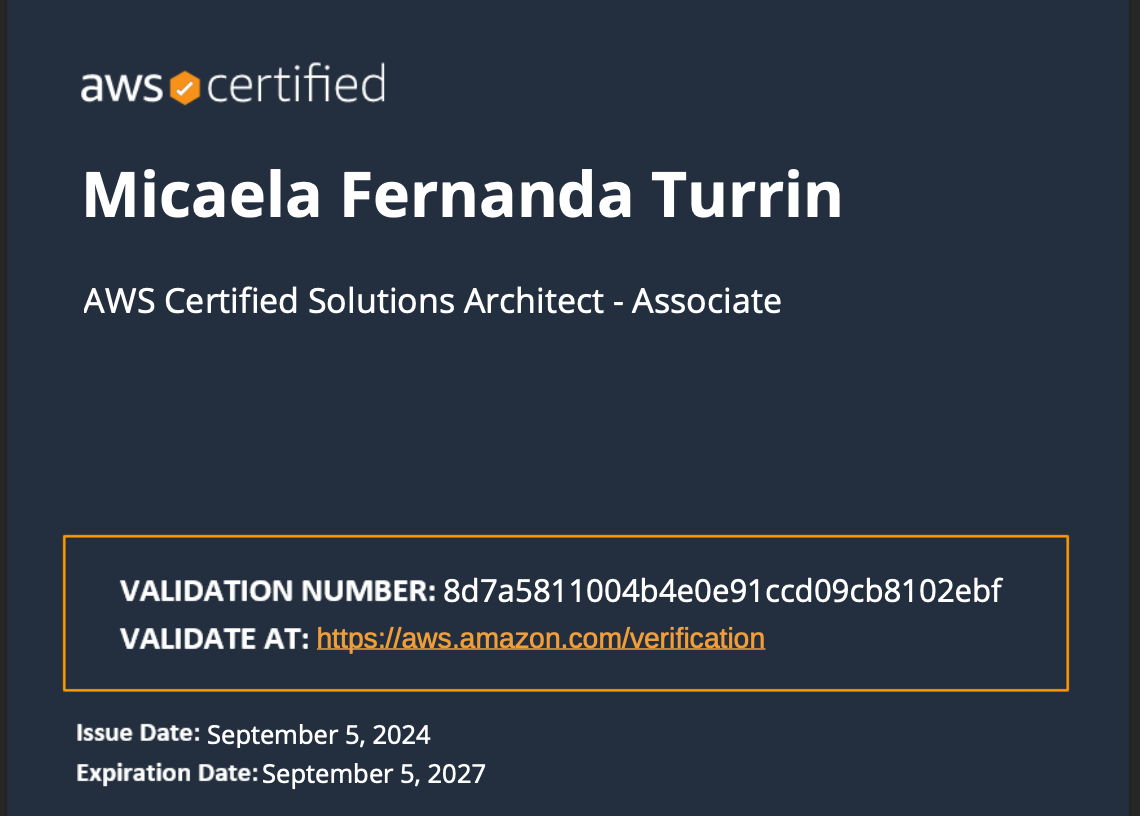 aws certified
Micaela Fernanda Turrin
AWS Certified Solutions Architect - Associate
VALIDATION NUMBER: 8d7a5811004b4e0e91ccd09cb8102ebf
VALIDATE AT: https://aws.amazon.com/verification
Issue Date: September 5, 2024
Expiration Date: September 5, 2027